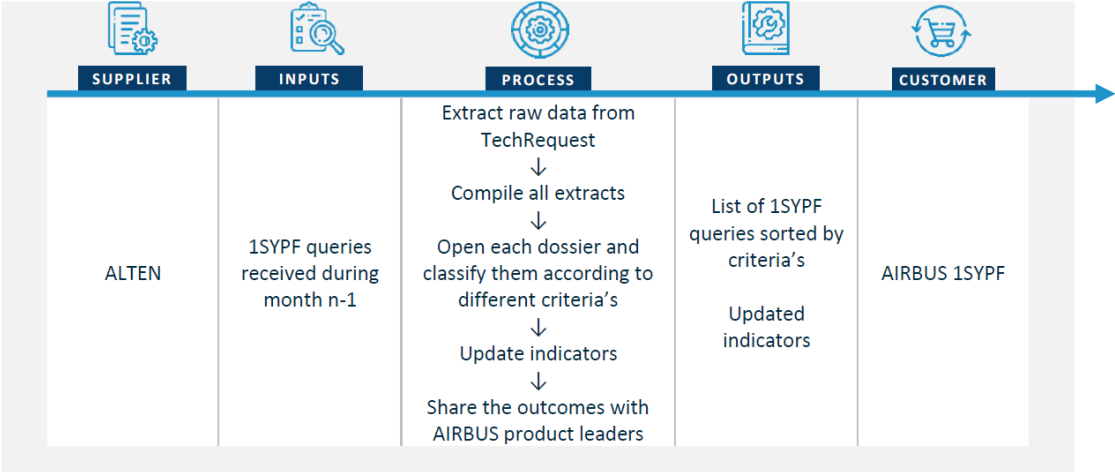 SUPPLIER
INPUTS
PROCESS
OUTPUTS
CUSTOMER
ALTEN
1SYPF queries
received during
month n-1
Extract raw data from
TechRequest
↓
Compile all extracts
↓
Open each dossier and
classify them according to
different criteria’s
↓
Update indicators
↓
Share the outcomes with
AIRBUS product leaders
List of 1SYPF
queries sorted by
criteria’s
Updated
indicators
AIRBUS 1SYPF